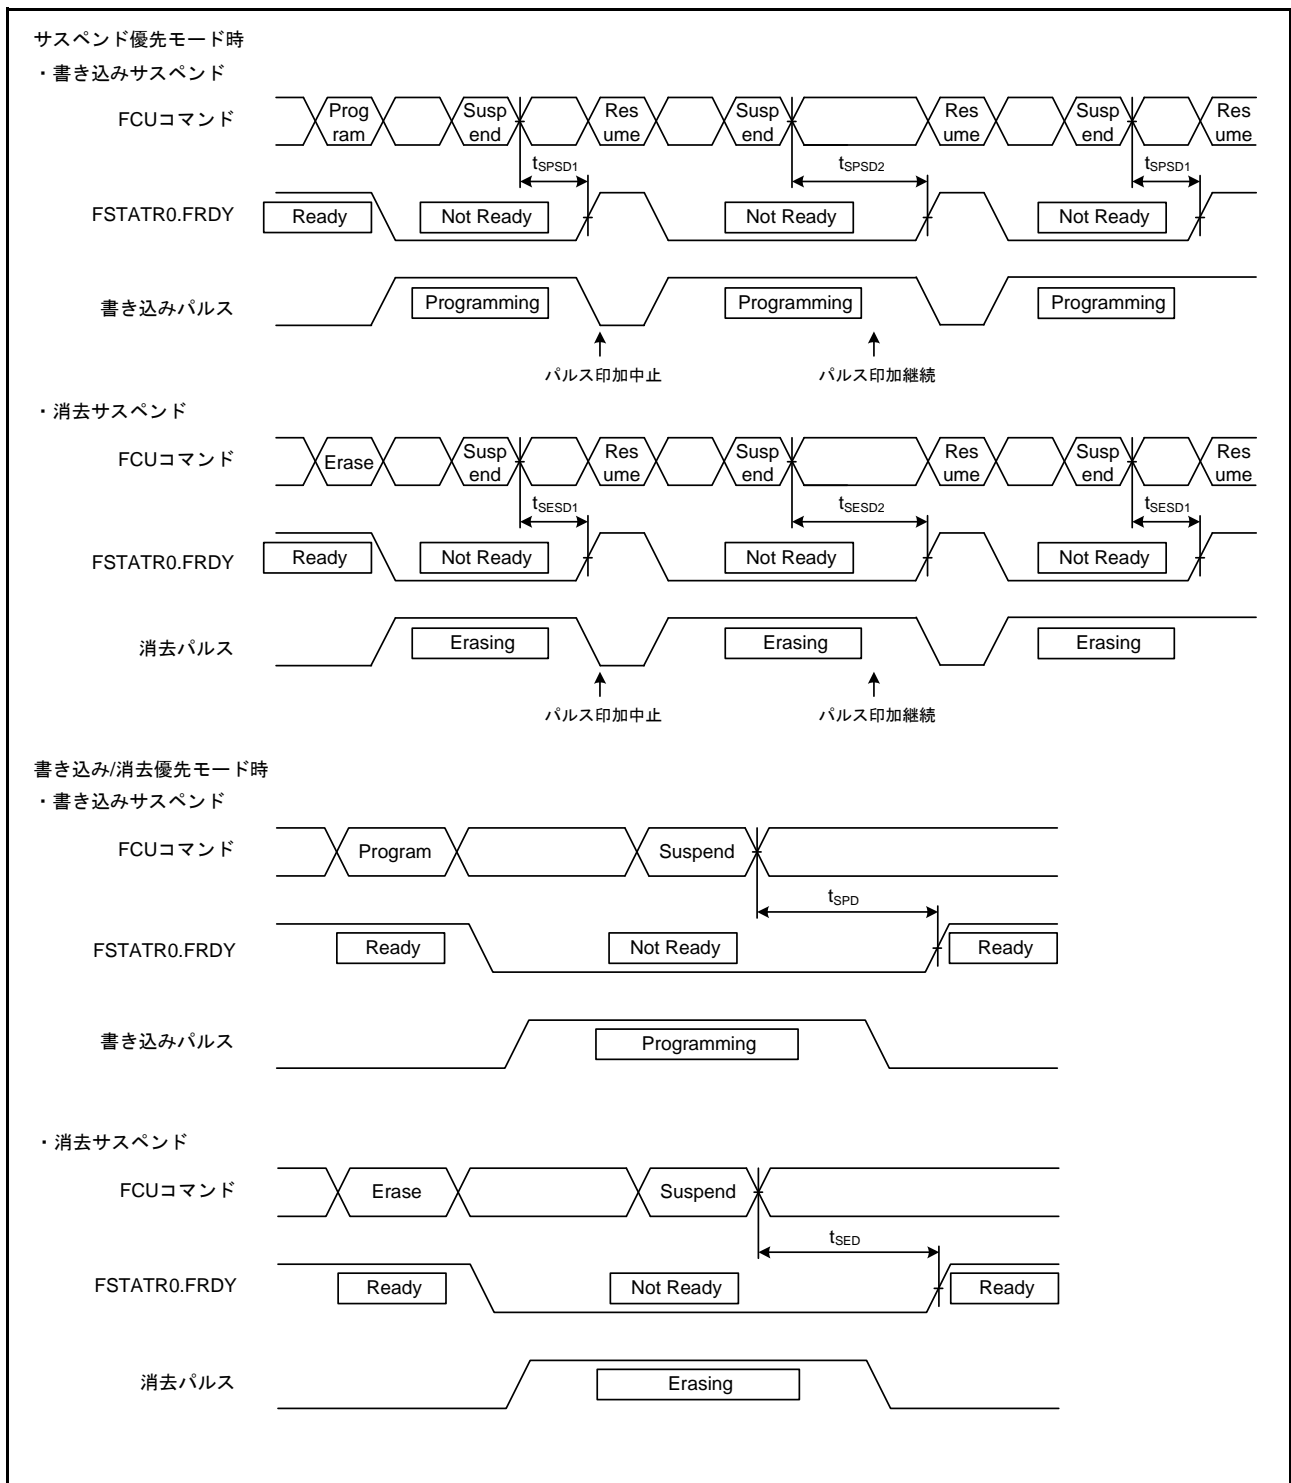 サスペンド優先モード時
・書き込みサスペンド
FCUコマンド
Prog
ram
Susp
end
Res
ume
Susp
end
Res
ume
Susp
end
Res
ume
tSPSD1
tSPSD2
tSPSD1
FSTATR0.FRDY
Ready
Not Ready
Not Ready
Not Ready
書き込みパルス
Programming
Programming
Programming
パルス印加中止
パルス印加継続
・消去サスペンド
FCUコマンド
Erase
Susp
end
Res
ume
Susp
end
Res
ume
Susp
end
Res
ume
tSESD1
tSESD2
tSESD1
FSTATR0.FRDY
Ready
Not Ready
Not Ready
Not Ready
消去パルス
Erasing
Erasing
Erasing
パルス印加中止
パルス印加継続
書き込み/消去優先モード時
・書き込みサスペンド
FCUコマンド
Program
Suspend
tSPD
FSTATR0.FRDY
Ready
Not Ready
Ready
書き込みパルス
Programming
・消去サスペンド
FCUコマンド
Erase
Suspend
tSED
FSTATR0.FRDY
Ready
Not Ready
Ready
消去パルス
Erasing